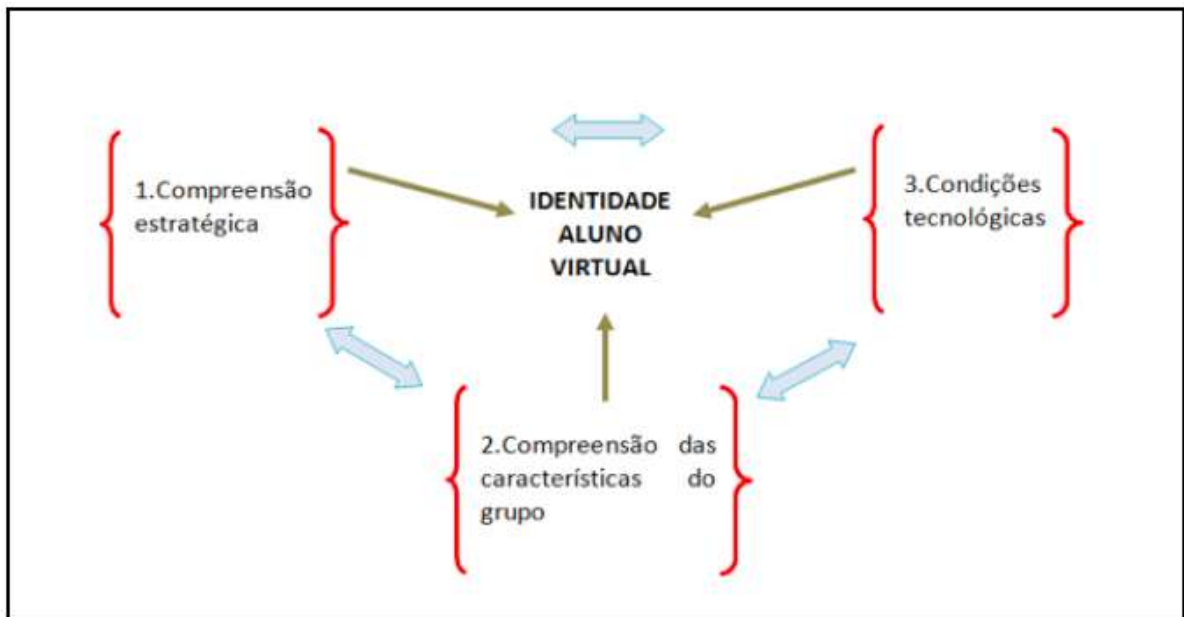 1.Compreensão
estratégica
IDENTIDADE
ALUNO
VIRTUAL
3.Condições
tecnológicas
2.Compreensão das
características do
grupo